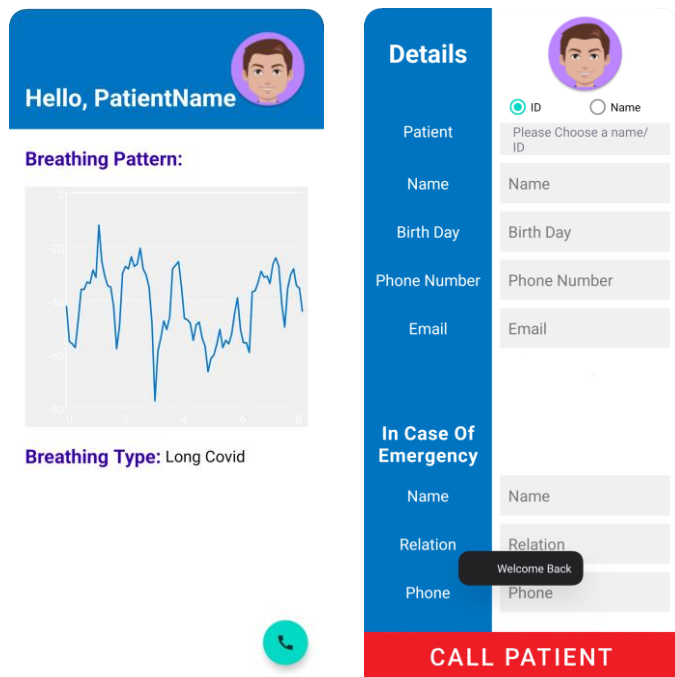 Hello, PatientName
Breathing Pattern:
0
-20
-40
-60
-80
0
2
4
6
8
Breathing Type: Long Covid
Details
ID
Name
Patient
Please Choose a name/
ID
Name
Name
Birth Day
Birth Day
Phone Number
Phone Number
Email
Email
In Case Of
Emergency
Name
Name
Relation
Relation
Welcome Back
Phone
Phone
CALL PATIENT